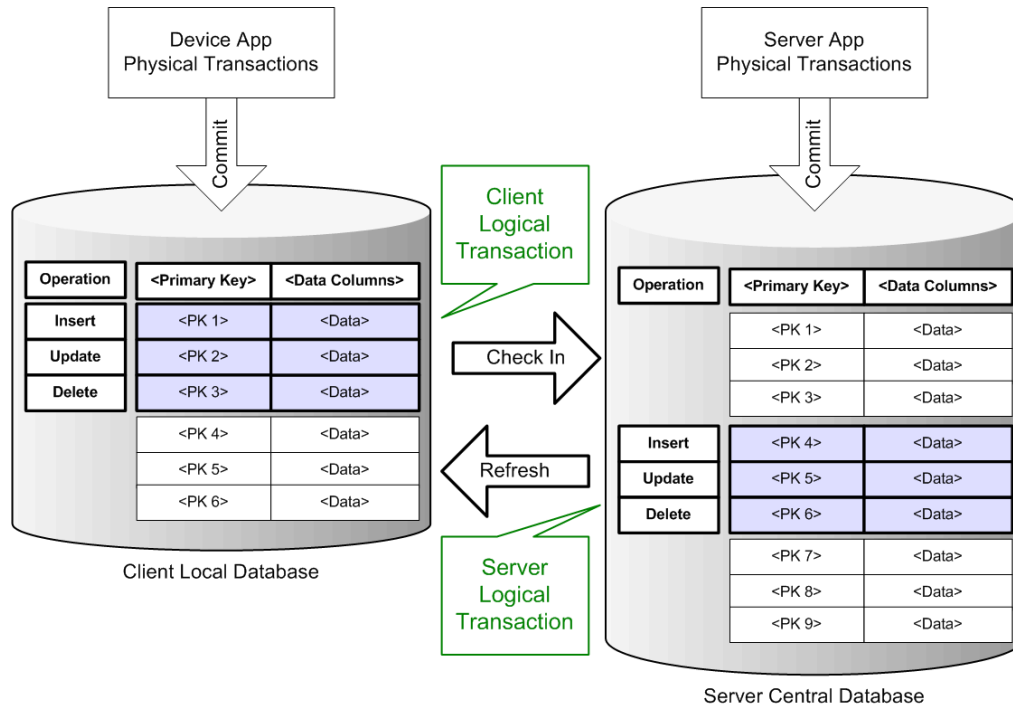 Device App
Physical Transactions
Server App
Physical Transactions
Commit
Commit
Client
Logical
Transaction
Operation
<Primary Key>
<Data Columns>
Insert
<PK 1>
<Data>
Update
<PK 2>
<Data>
Delete
<PK 3>
<Data>
<PK 4>
<Data>
<PK 5>
<Data>
<PK 6>
<Data>
Client Local Database
Check In
Refresh
Server
Logical
Transaction
Operation
<Primary Key>
<Data Columns>
<PK 1>
<Data>
<PK 2>
<Data>
<PK 3>
<Data>
Insert
<PK 4>
<Data>
Update
<PK 5>
<Data>
Delete
<PK 6>
<Data>
<PK 7>
<Data>
<PK 8>
<Data>
<PK 9>
<Data>
Server Central Database